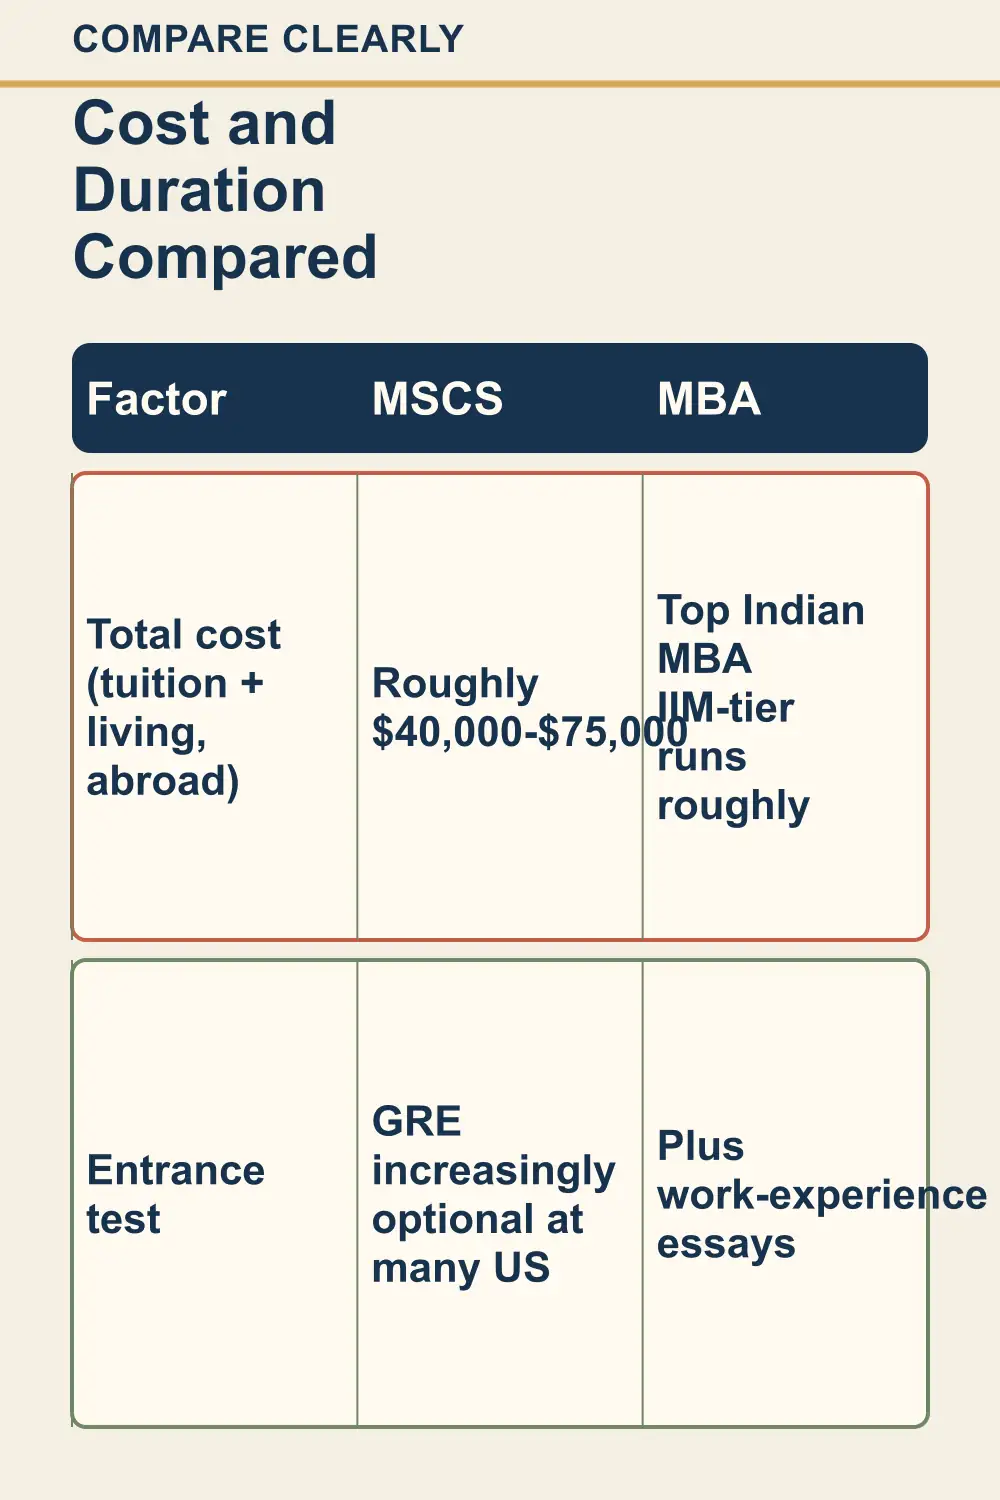 COMPARE CLEARLY
Cost and
Duration
Compared
Factor
MSCS
MBA
Total cost
(tuition +
living,
abroad)
Roughly
$40,000-$75,000
Top Indian
MBA
IIM-tier
runs
roughly
Entrance
test
GRE
increasingly
optional at
many US
Plus
work-experience
essays